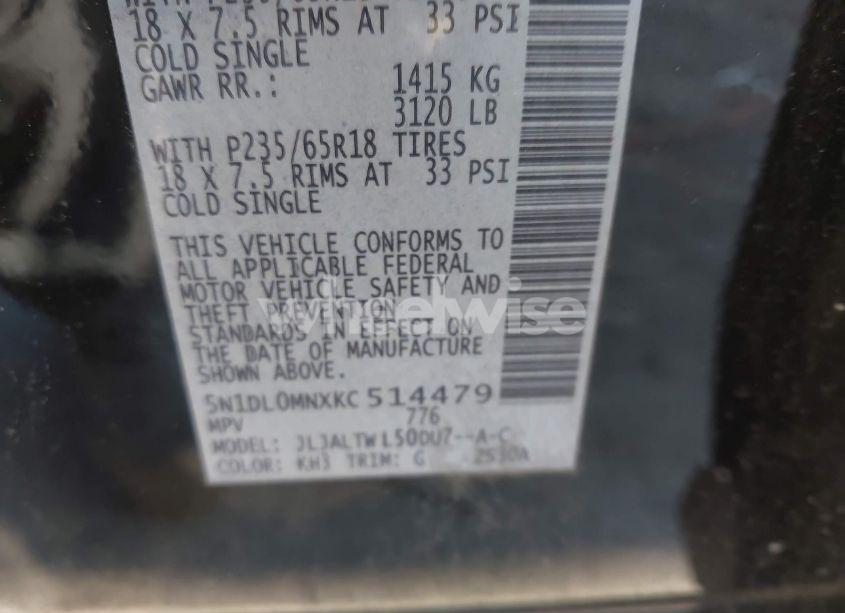 18 X 7.5 RIMS AT 33 PSI
COLD SINGLE
GAWR RR.: 1415 KG
3120 LB
WITH P235/65R18 TIRES
18 X 7.5 RIMS AT 33 PSI
COLD SINGLE
THIS VEHICLE CONFORMS TO
ALL APPLICABLE FEDERAL
MOTOR VEHICLE SAFETY AND
THEFT PREVENTION
STANDARDS IN EFFECT ON
THE DATE OF MANUFACTURE
SHOWN ABOVE.
5N1DL0MNXKC514479
MPV 776
MODEL: JLJALTWL50DU7--A-C
COLOR: KH3 TRIM: G
wheelwise